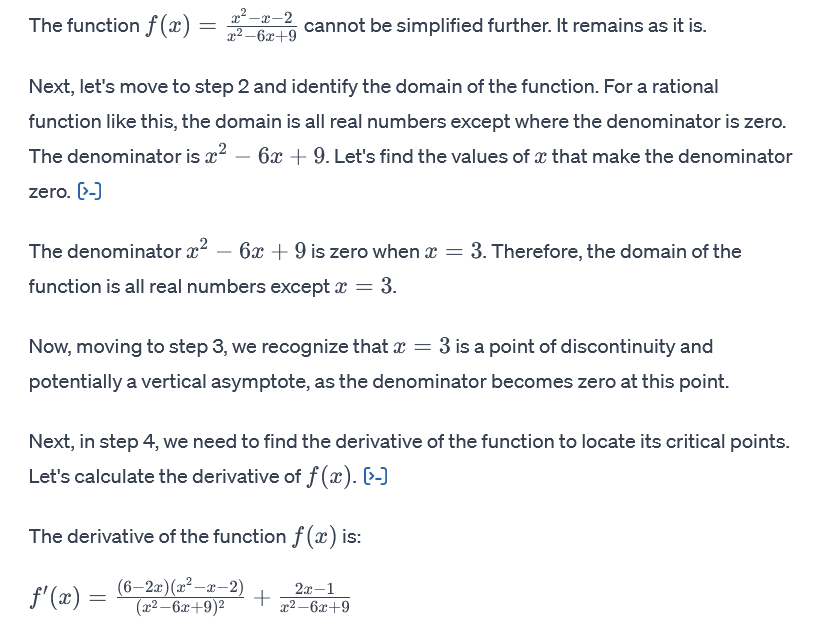 The function f(x) = \frac{x^2-x-2}{x^2-6x+9} cannot be simplified further. It remains as it is.
Next, let's move to step 2 and identify the domain of the function. For a rational
function like this, the domain is all real numbers except where the denominator is zero.
The denominator is x^2 − 6x + 9. Let's find the values of x that make the denominator
zero. [>-]
The denominator x^2 − 6x + 9 is zero when x = 3. Therefore, the domain of the
function is all real numbers except x = 3.
Now, moving to step 3, we recognize that x = 3 is a point of discontinuity and
potentially a vertical asymptote, as the denominator becomes zero at this point.
Next, in step 4, we need to find the derivative of the function to locate its critical points.
Let's calculate the derivative of f(x). [>-]
The derivative of the function f(x) is:
f'(x) = \frac{(6-2x)(x^2-x-2)}{(x^2-6x+9)^2} + \frac{2x-1}{x^2-6x+9}